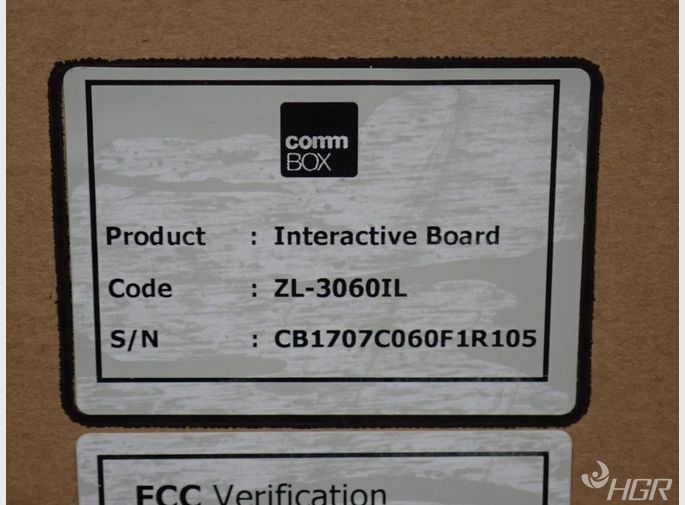 comm
BOX
Product : Interactive Board
Code : ZL-3060IL
S/N : CB1707C060F1R105
FCC Verification
HGR